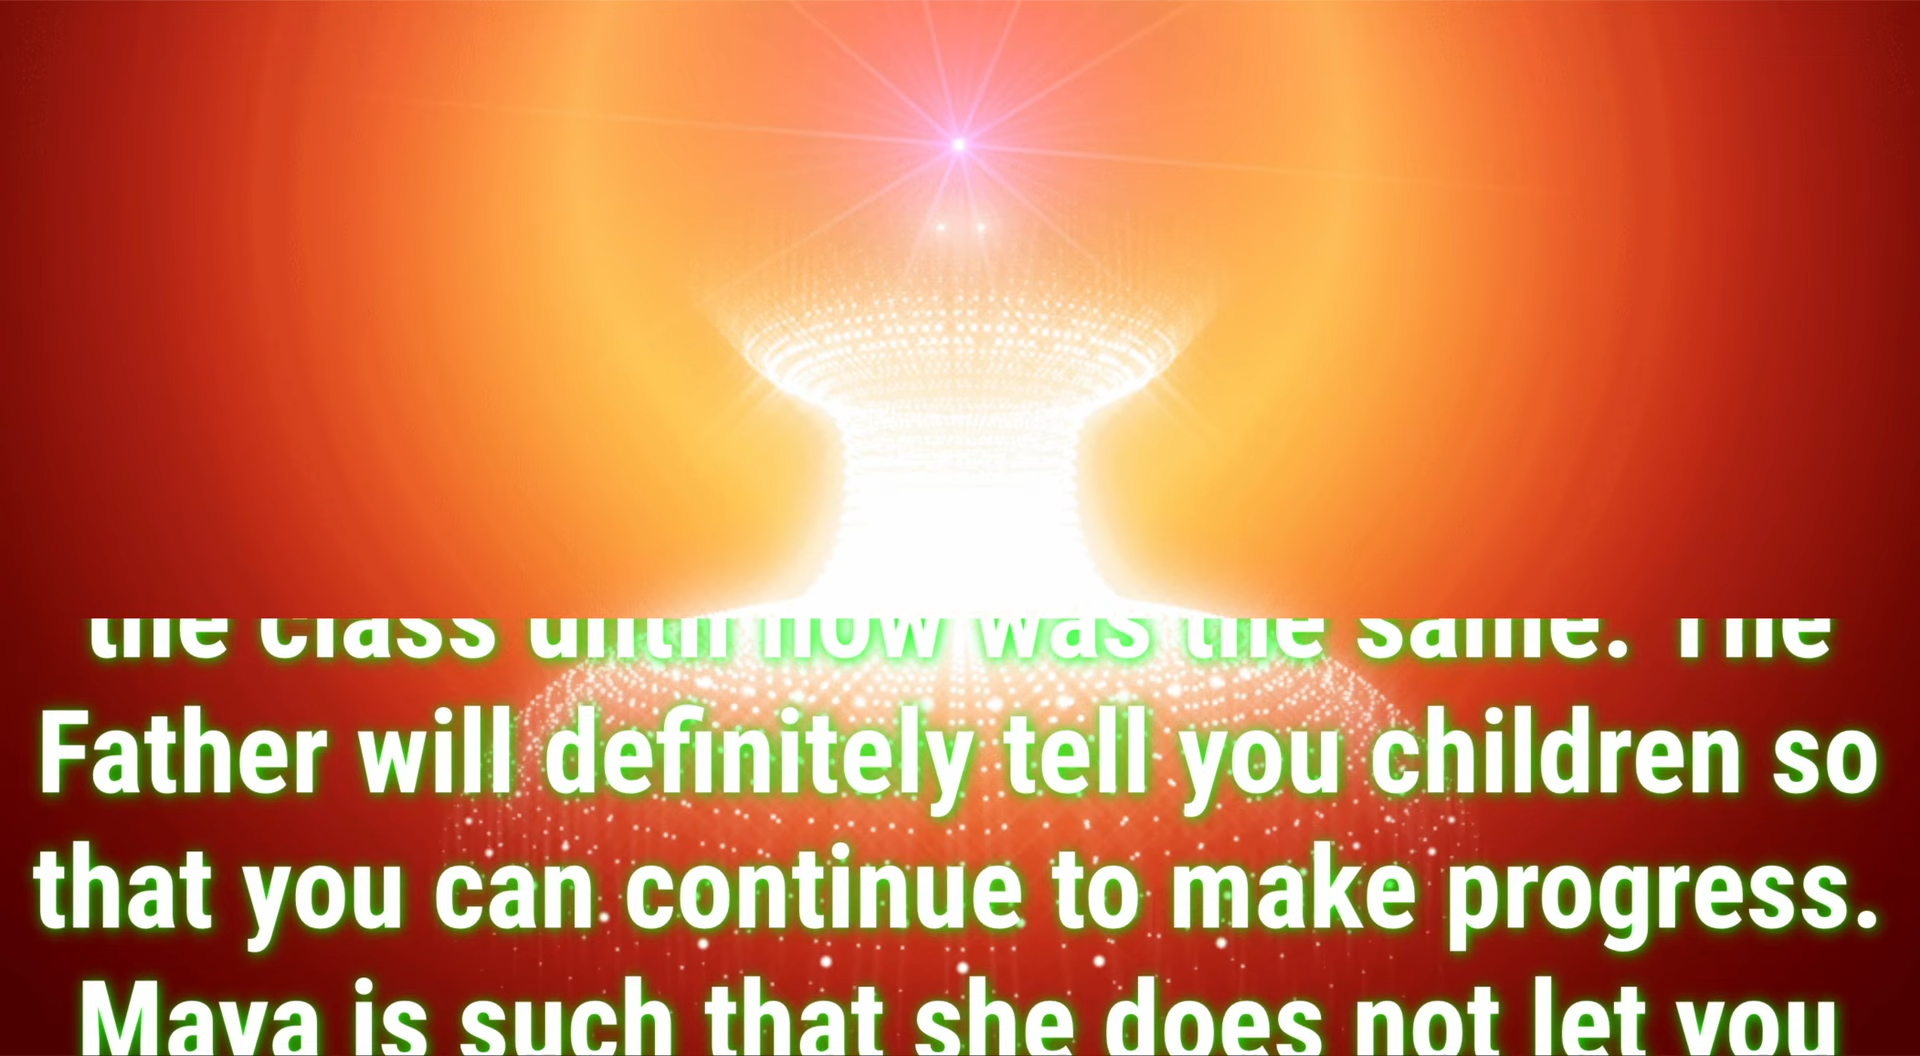 the class until now was the same. The
Father will definitely tell you children so
that you can continue to make progress.
Maya is such that she does not let you